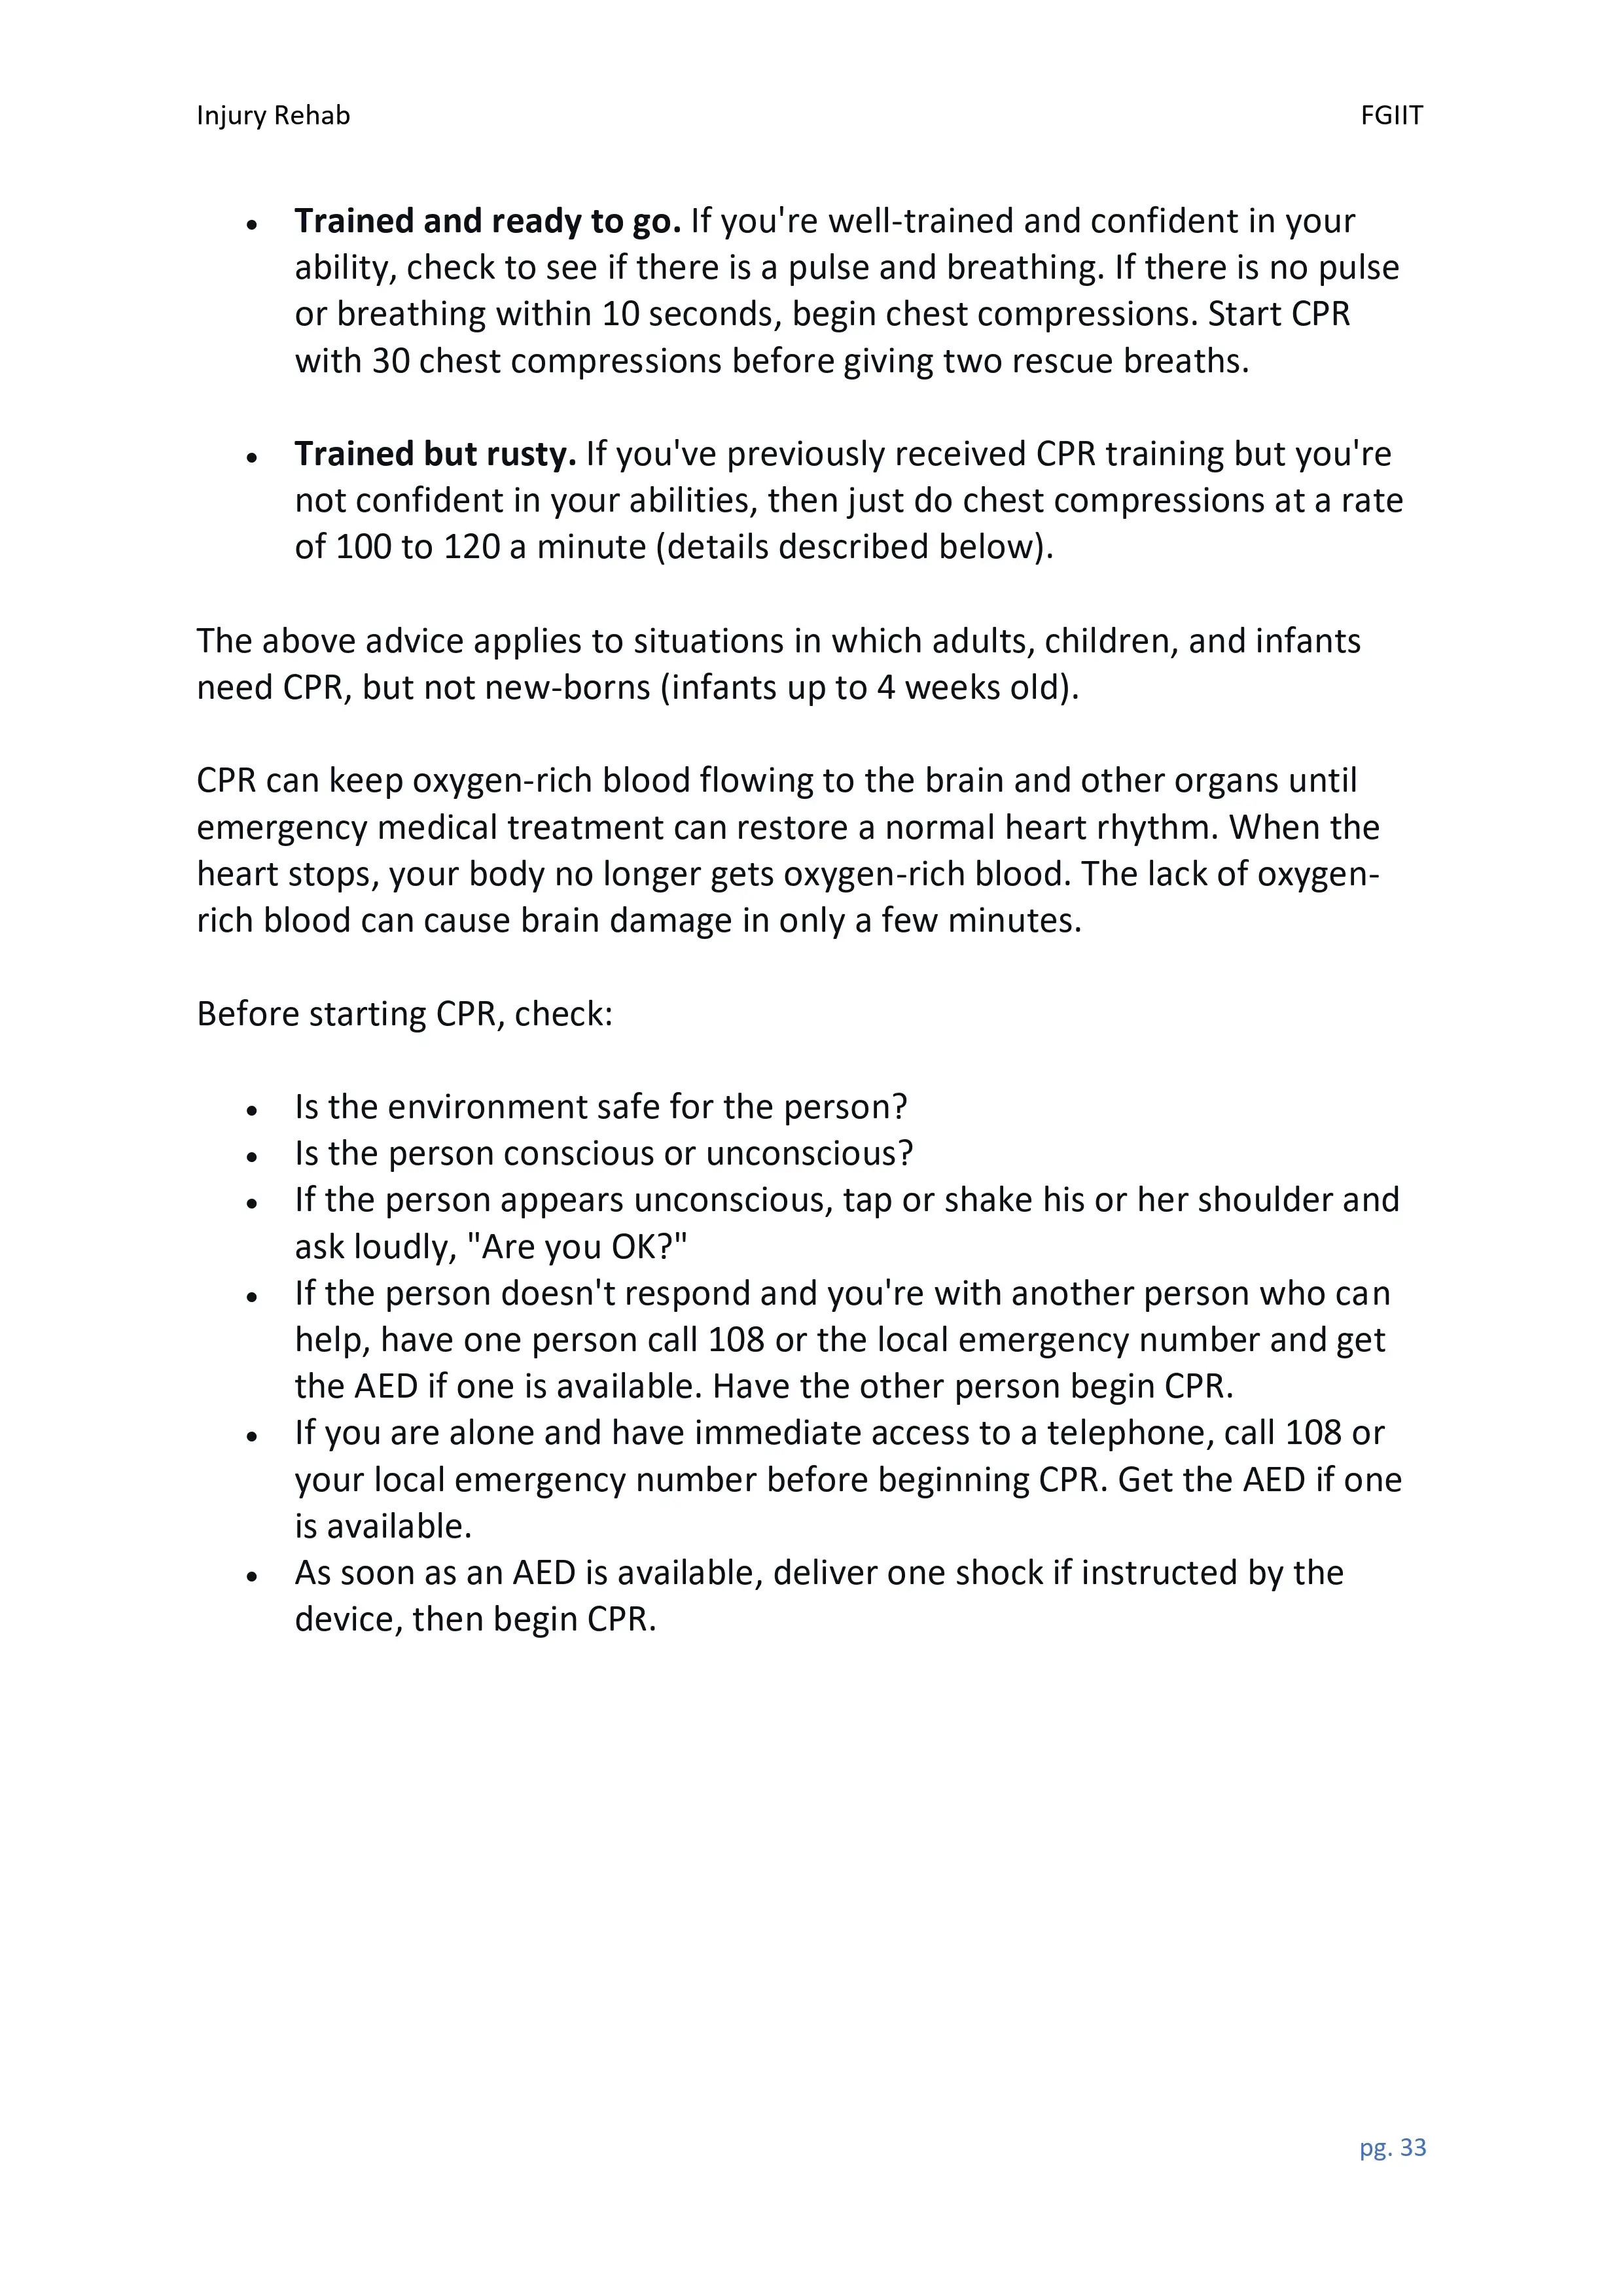 Injury Rehab FGIIT
• Trained and ready to go. If you're well-trained and confident in your
ability, check to see if there is a pulse and breathing. If there is no pulse
or breathing within 10 seconds, begin chest compressions. Start CPR
with 30 chest compressions before giving two rescue breaths.
• Trained but rusty. If you've previously received CPR training but you're
not confident in your abilities, then just do chest compressions at a rate
of 100 to 120 a minute (details described below).
The above advice applies to situations in which adults, children, and infants
need CPR, but not new-borns (infants up to 4 weeks old).
CPR can keep oxygen-rich blood flowing to the brain and other organs until
emergency medical treatment can restore a normal heart rhythm. When the
heart stops, your body no longer gets oxygen-rich blood. The lack of oxygen-
rich blood can cause brain damage in only a few minutes.
Before starting CPR, check:
• Is the environment safe for the person?
• Is the person conscious or unconscious?
• If the person appears unconscious, tap or shake his or her shoulder and
ask loudly, "Are you OK?"
• If the person doesn't respond and you're with another person who can
help, have one person call 108 or the local emergency number and get
the AED if one is available. Have the other person begin CPR.
• If you are alone and have immediate access to a telephone, call 108 or
your local emergency number before beginning CPR. Get the AED if one
is available.
• As soon as an AED is available, deliver one shock if instructed by the
device, then begin CPR.
pg. 33